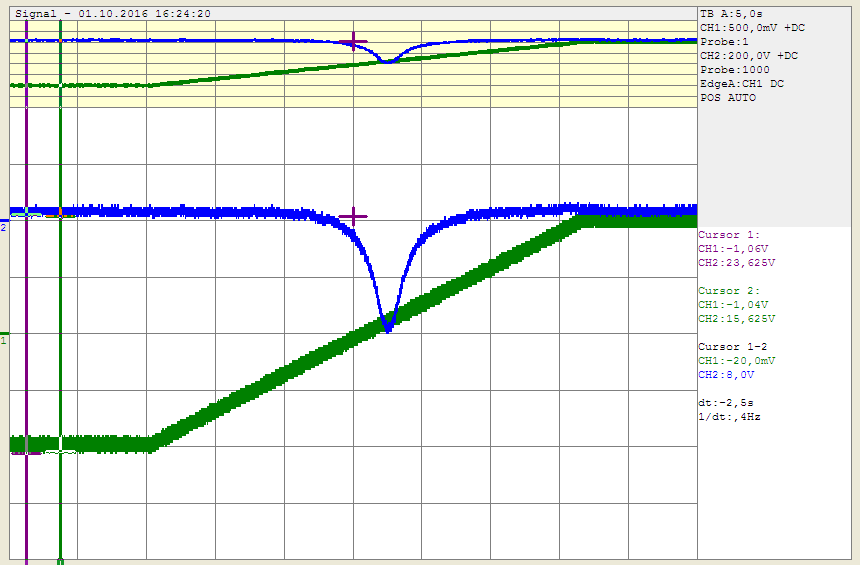 Signal - 01.10.2016 16:24:20
TB A:5,0s
CH1:500,0mV +DC
Probe:1
CH2:200,0V +DC
Probe:1000
EdgeA:CH1 DC
POS AUTO
2
1
Cursor 1:
CH1:-1,06V
CH2:23,625V
Cursor 2:
CH1:-1,04V
CH2:15,625V
Cursor 1-2
CH1:-20,0mV
CH2:8,0V
dt:-2,5s
1/dt:,4Hz